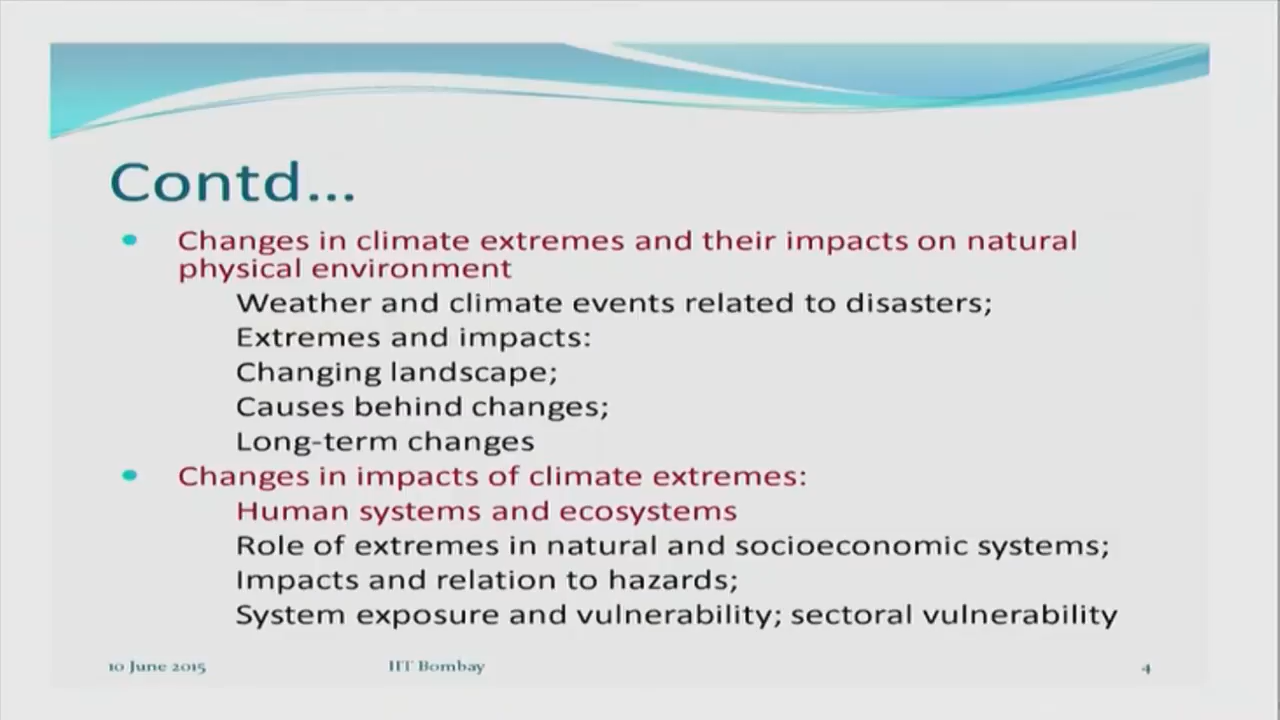 Contd...
Changes in climate extremes and their impacts on natural
physical environment
Weather and climate events related to disasters;
Extremes and impacts:
Changing landscape;
Causes behind changes;
Long-term changes
Changes in impacts of climate extremes:
Human systems and ecosystems
Role of extremes in natural and socioeconomic systems;
Impacts and relation to hazards;
System exposure and vulnerability; sectoral vulnerability
10 June 2015 IIT Bombay 4